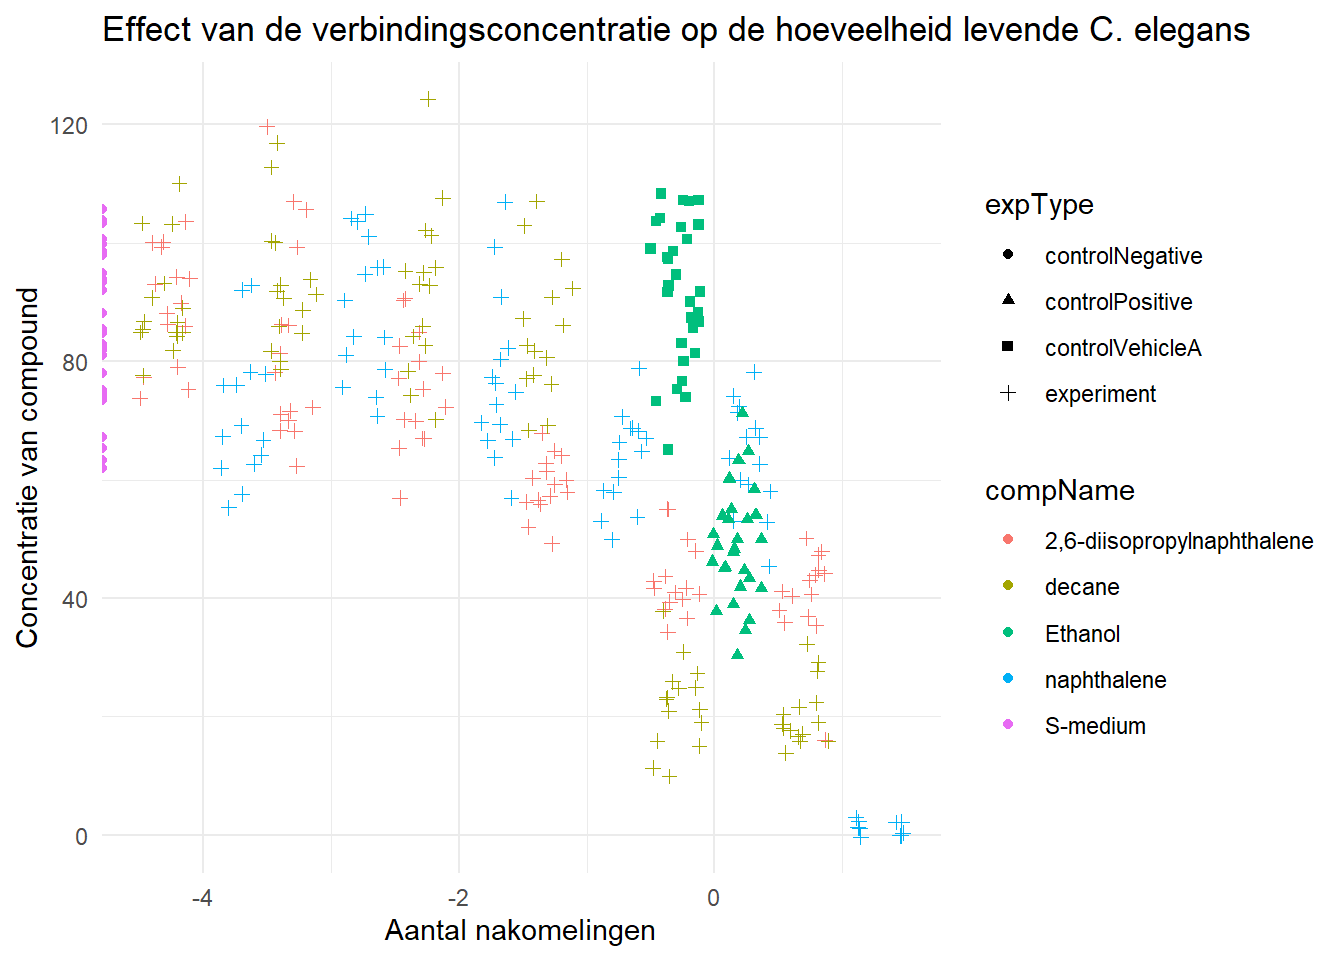 Effect van de verbindingsconcentratie op de hoeveelheid levende C. elegans
Concentratie van compound
120
80
40
0
-4
-2
0
Aantal nakomelingen
expType
controlNegative
controlPositive
controlVehicleA
experiment
compName
2,6-diisopropylnaphthalene
decane
Ethanol
naphthalene
S-medium